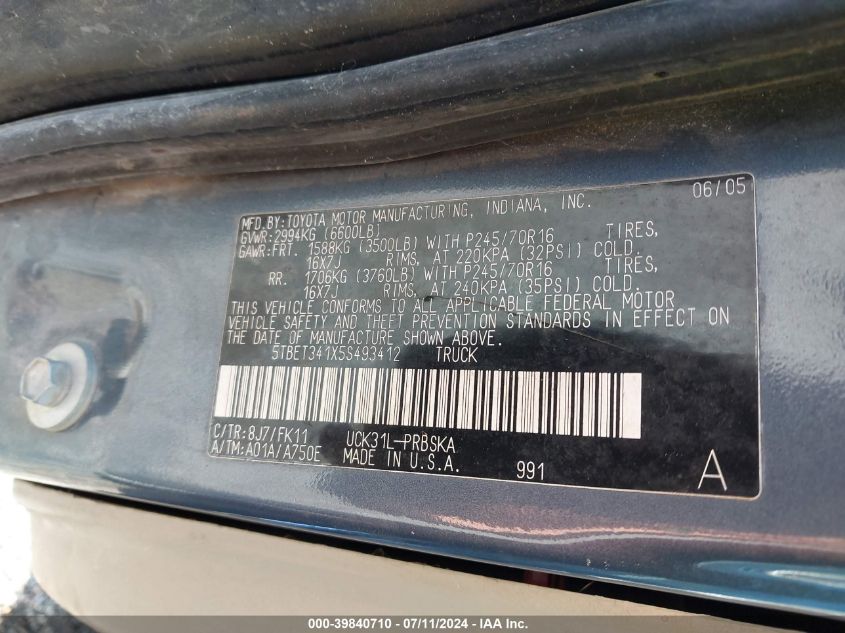 06/05
MFD.BY: TOYOTA MOTOR MANUFACTURING, INDIANA, INC.
GVWR: 2994KG (6600LB)
GAWR: FRT. 1588KG (3500LB) WITH P245/70R16 TIRES,
16X7J RIMS, AT 220KPA (32PSI) COLD.
RR. 1706KG (3760LB) WITH P245/70R16 TIRES,
16X7J RIMS, AT 240KPA (35PSI) COLD.
THIS VEHICLE CONFORMS TO ALL APPLICABLE FEDERAL MOTOR
VEHICLE SAFETY AND THEFT PREVENTION STANDARDS IN EFFECT ON
THE DATE OF MANUFACTURE SHOWN ABOVE.
5TBET341X5S493412 TRUCK
C/TR: 8J7/FK11 UCK31L-PRBSKA
A/TM: A01A/A750E MADE IN U.S.A. 991 A
000-39840710 - 07/11/2024 - IAA Inc.